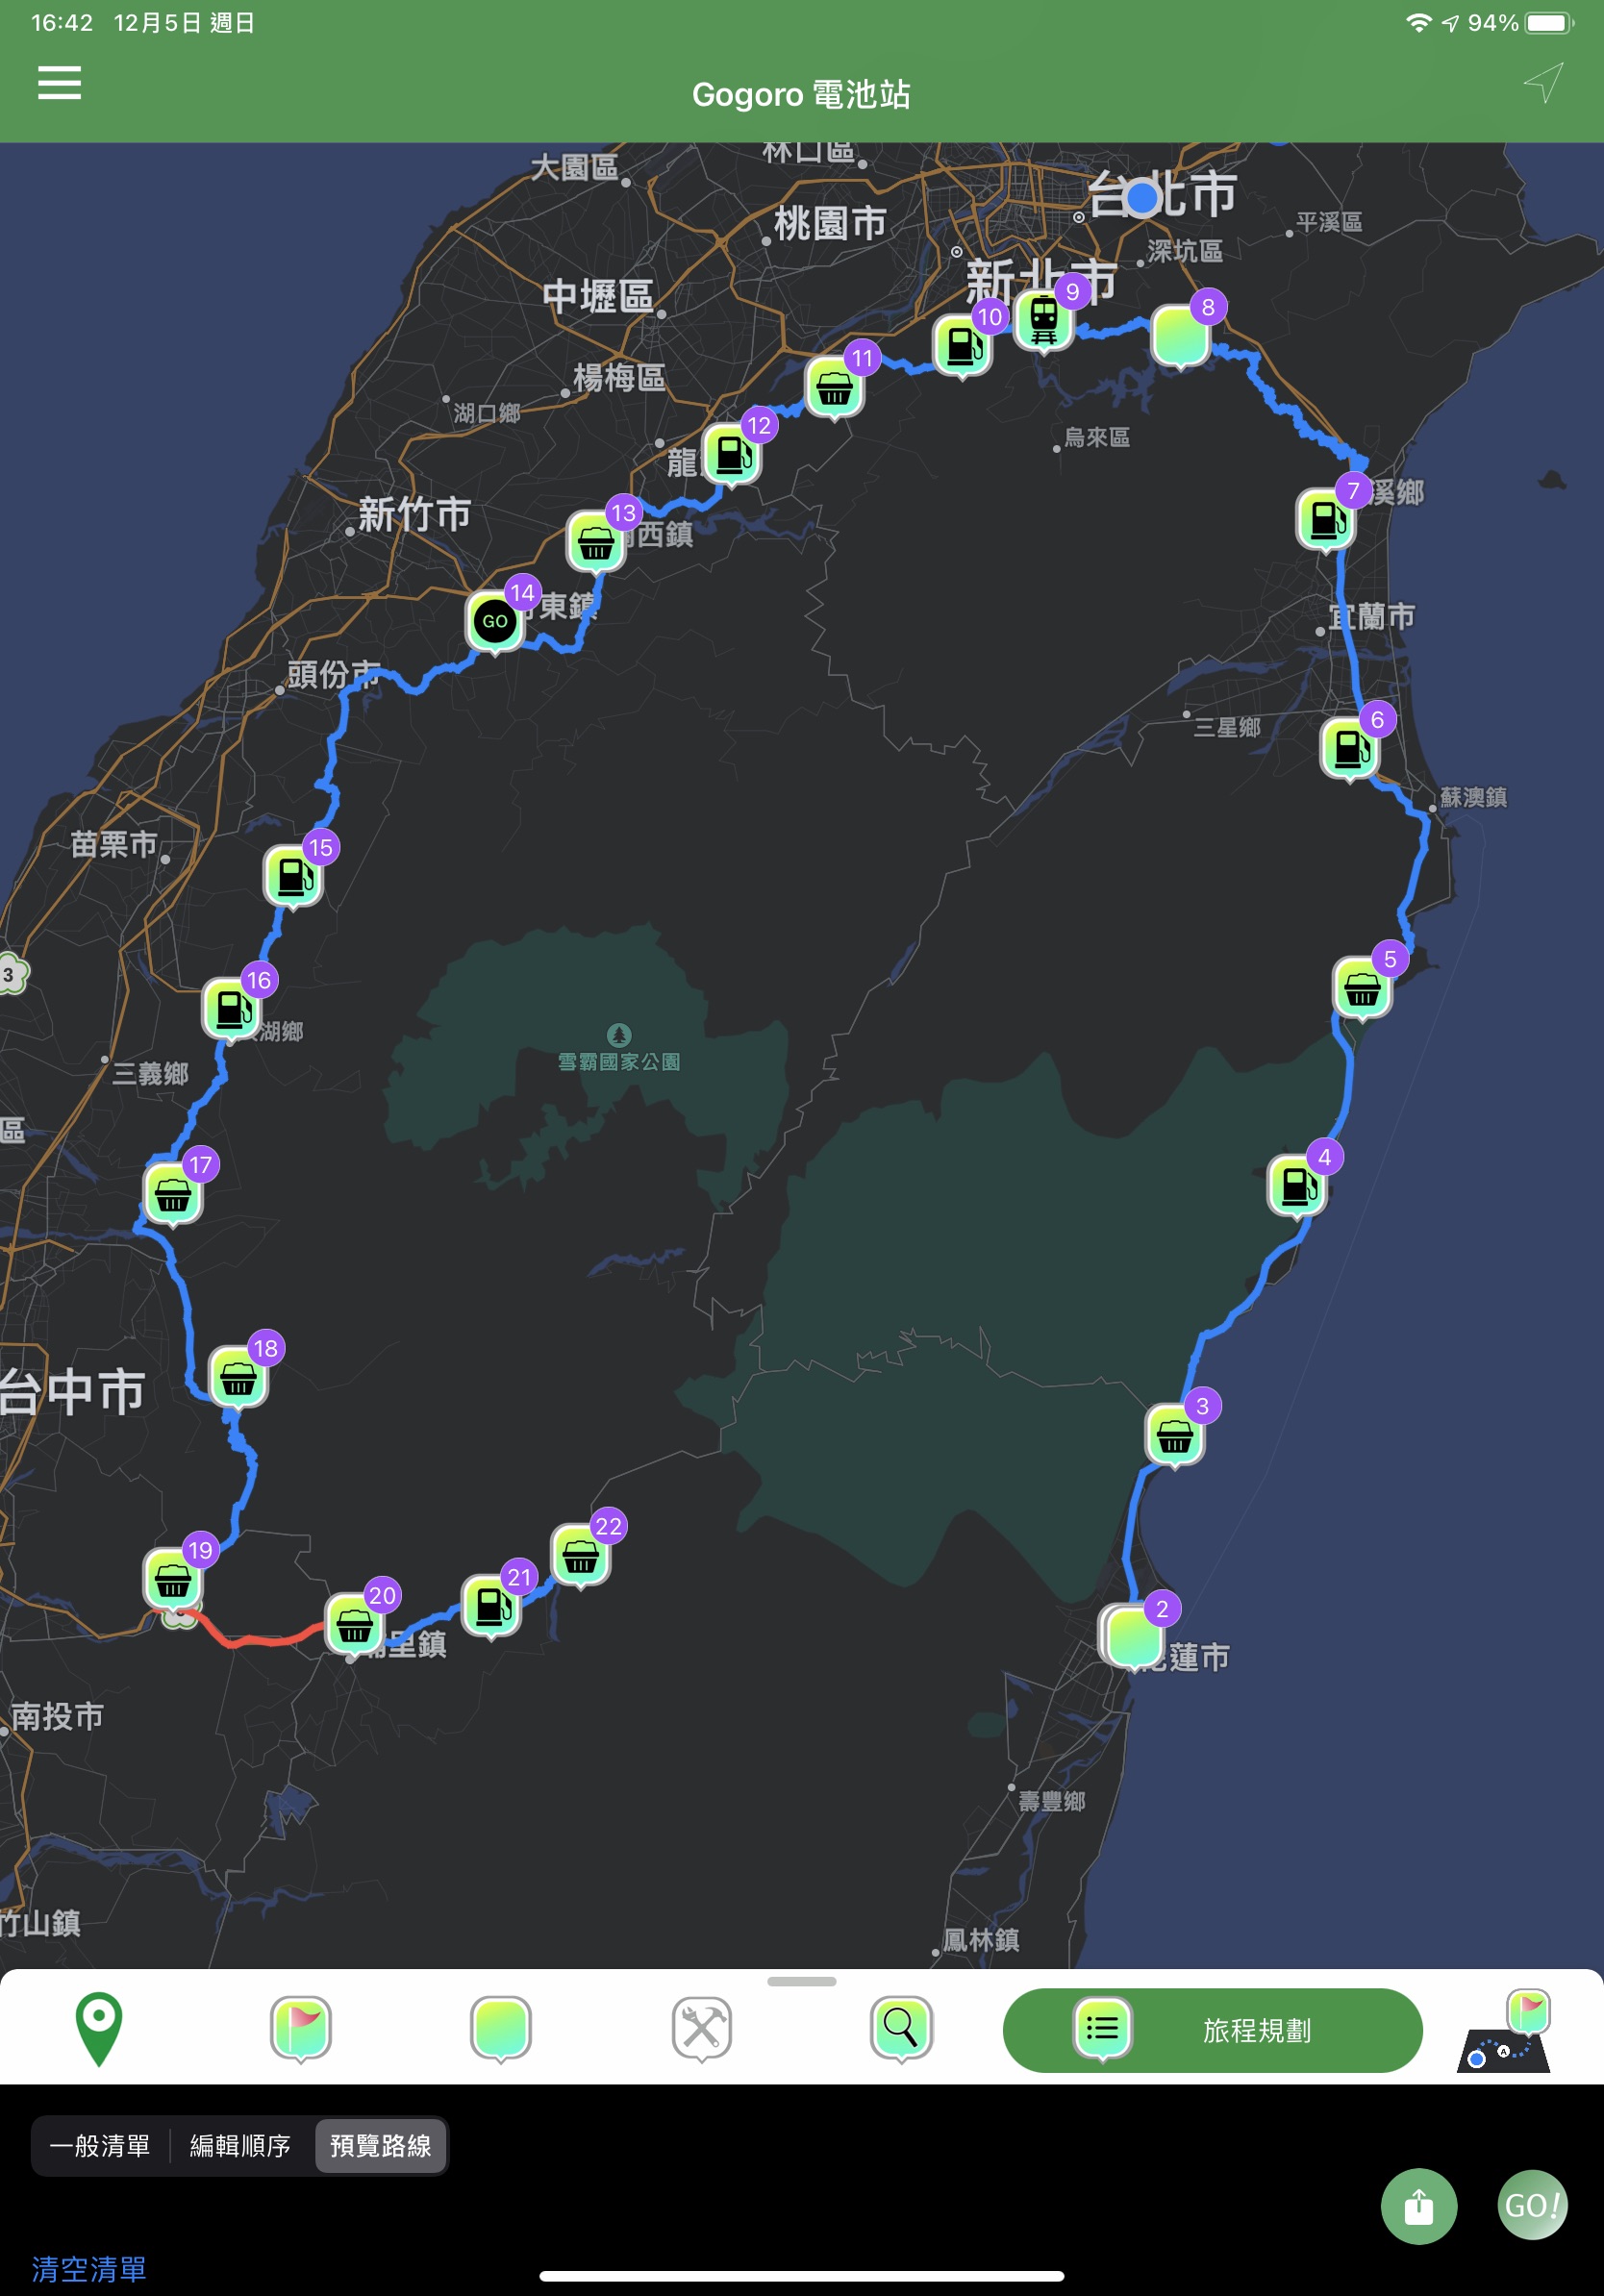 16:42 12月5日 週日
94%
Gogoro 電池站
林口區
大園區
台北市
桃園市
平溪區
深坑區
新北市
中壢區
9
8
10
11
楊梅區
湖口鄉
12
烏來區
龍
7
溪鄉
新竹市
13
西鎮
14
GO
東鎮
宜蘭市
頭份市
6
三星鄉
蘇澳鎮
苗栗市
15
5
3
16
湖鄉
雪霸國家公園
三義鄉
區
17
4
18
台中市
3
22
19
21
20
2
里鎮
蓮市
南投市
壽豐鄉
竹山鎮
鳳林鎮
旅程規劃
A
一般清單
編輯順序
預覽路線
GO!
清空清單